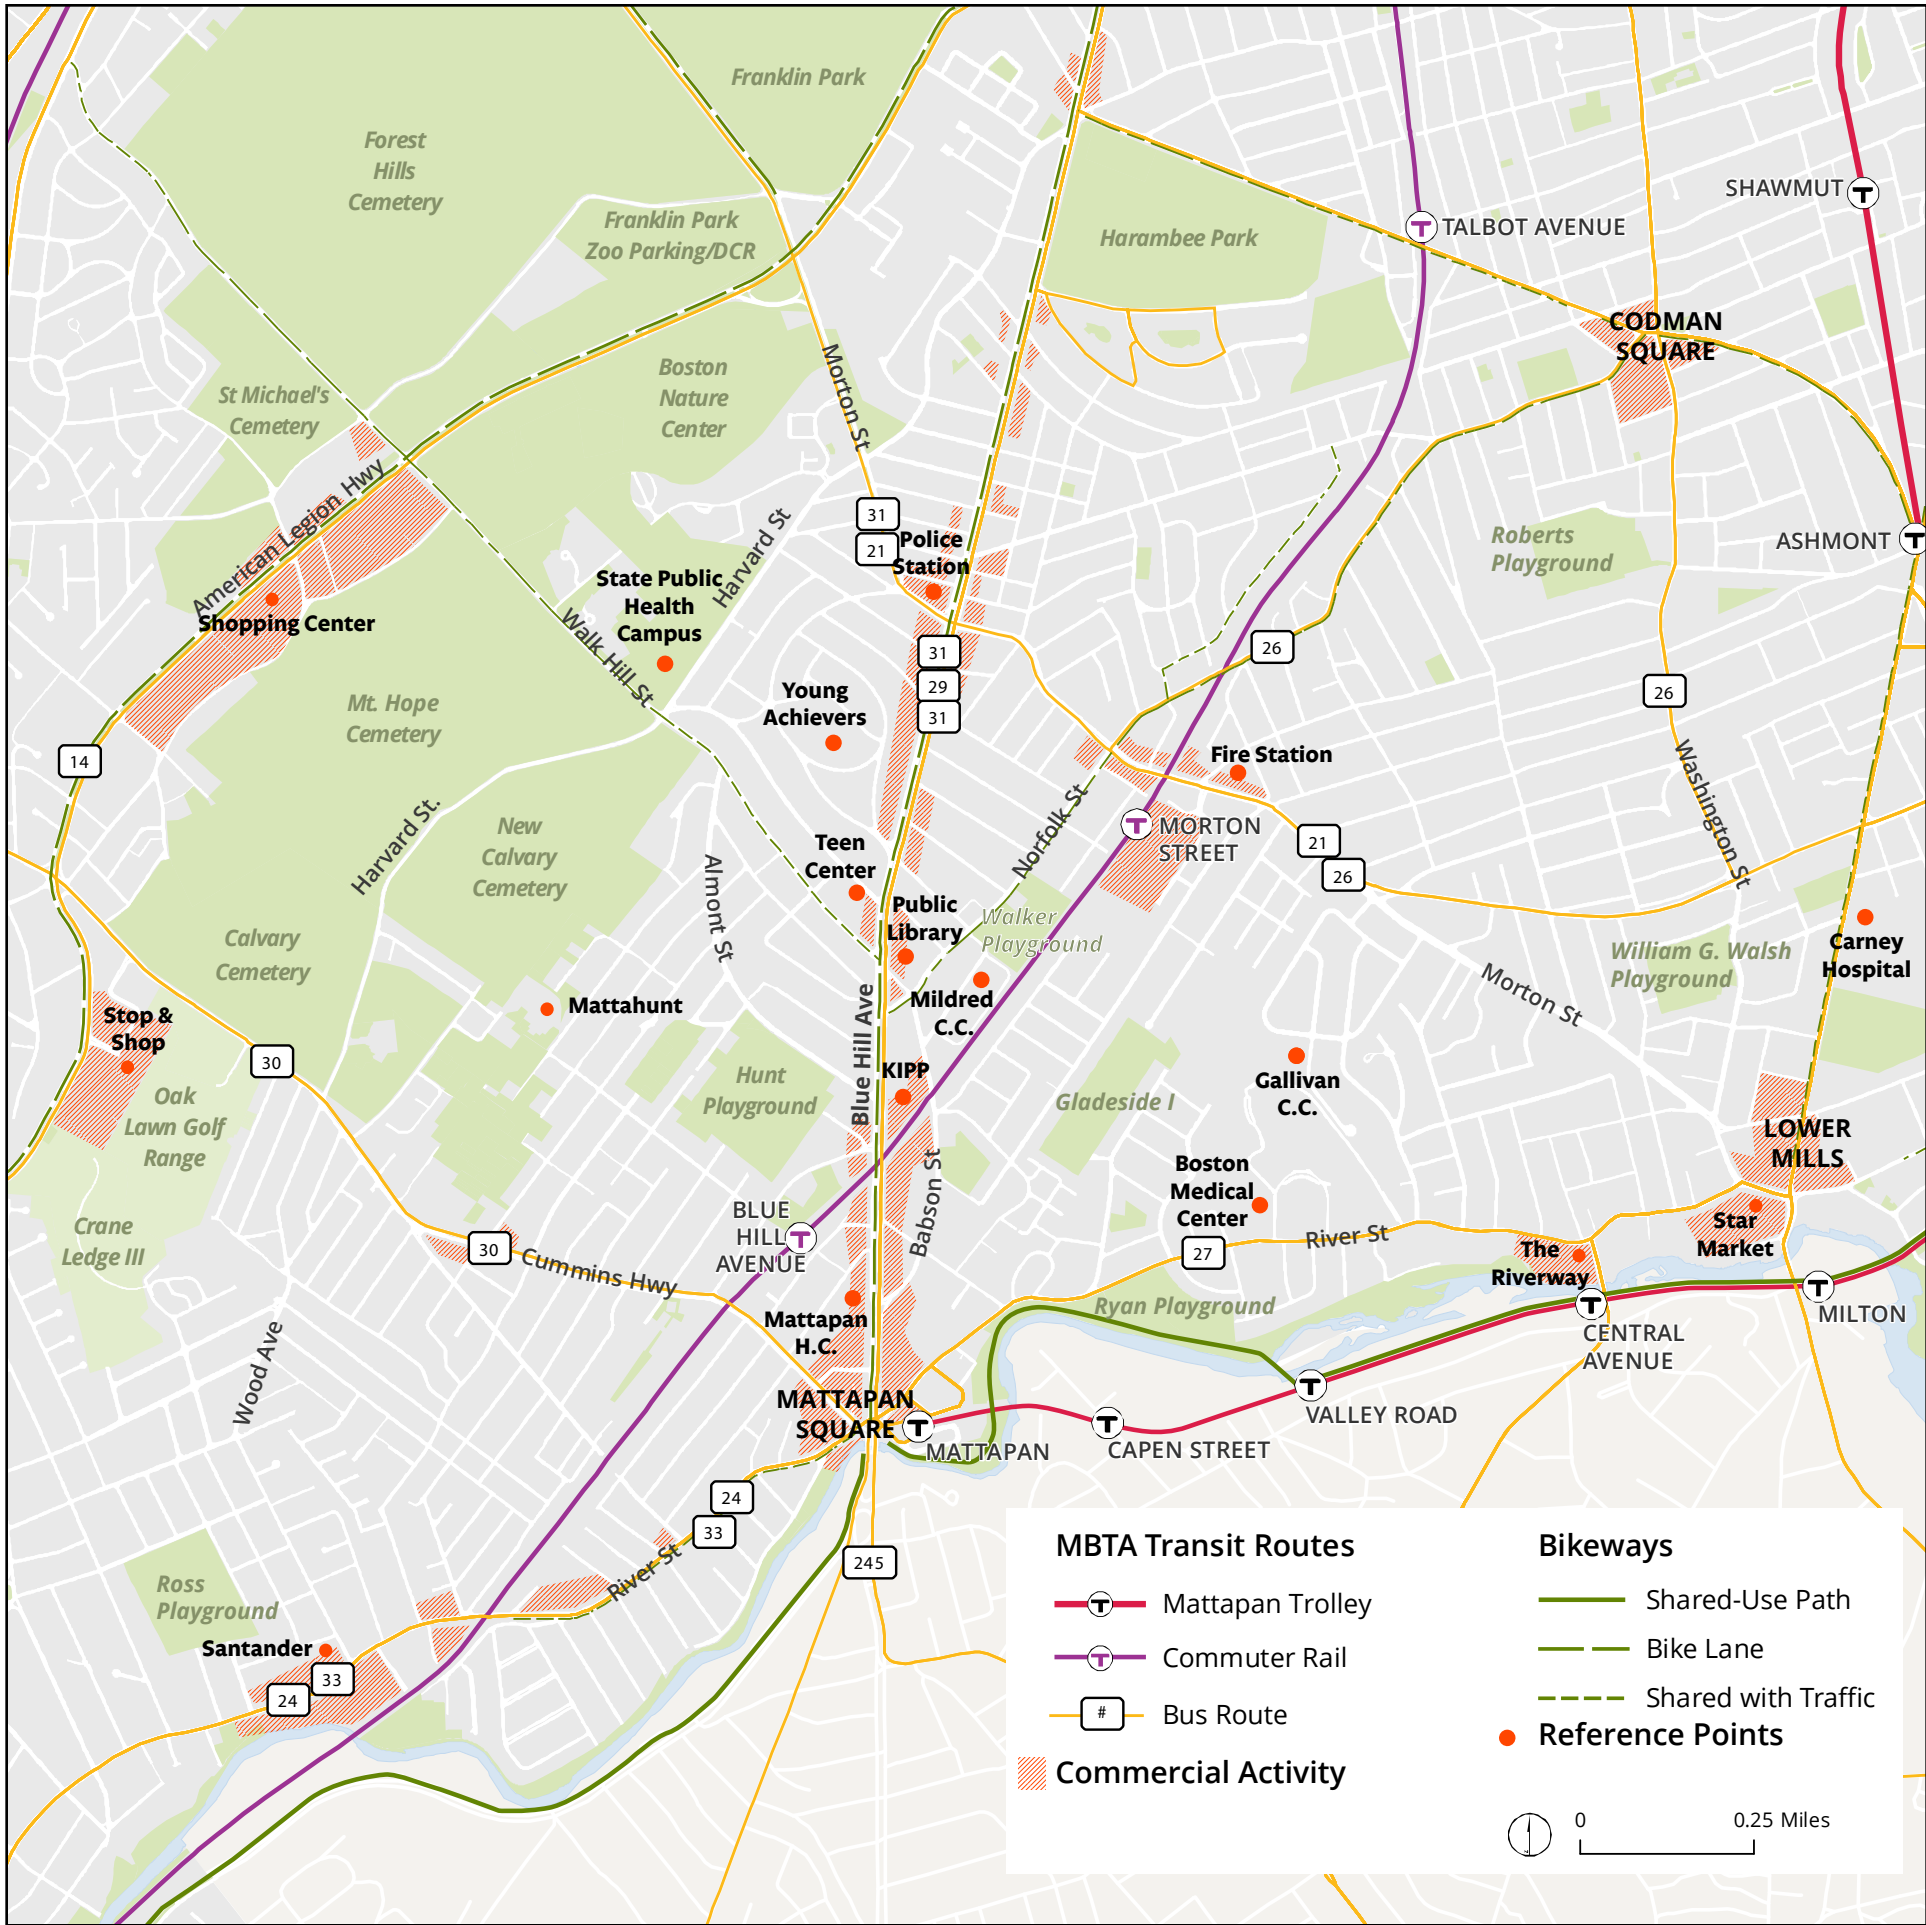 Franklin Park
Forest
Hills
Cemetery
Franklin Park
Zoo Parking/DCR
Harambee Park
SHAWMUT
TALBOT AVENUE
CODMAN
SQUARE
Boston
Nature
Center
St Michael's
Cemetery
Morton St
American Legion Hwy
Harvard St
31
21
Police
Station
Roberts
Playground
ASHMONT
State Public
Health
Campus
Shopping Center
Walk Hill St
31
29
31
26
26
Young
Achievers
Mt. Hope
Cemetery
14
Fire Station
Washington St
Harvard St.
New
Calvary
Cemetery
Norfolk St
MORTON
STREET
21
26
Teen
Center
Almont St
Public
Library
Walker
Playground
Carney
Hospital
William G. Walsh
Playground
Calvary
Cemetery
Morton St
Mattahunt
Mildred
C.C.
Blue Hill Ave
Stop &
Shop
30
KIPP
Hunt
Playground
Gladeside I
Gallivan
C.C.
Oak
Lawn Golf
Range
LOWER
MILLS
Boston
Medical
Center
Babson St
BLUE
HILL
AVENUE
Crane
Ledge III
30
Cummins Hwy
27
River St
The
Riverway
Star
Market
Ryan Playground
Mattapan
H.C.
MILTON
CENTRAL
AVENUE
Wood Ave
MATTAPAN
SQUARE
MATTAPAN
CAPEN STREET
VALLEY ROAD
24
33
245
River St
Ross
Playground
Santander
33
24
MBTA Transit Routes
Mattapan Trolley
Commuter Rail
#
Bus Route
Commercial Activity
Bikeways
Shared-Use Path
Bike Lane
Shared with Traffic
Reference Points
0
0.25 Miles